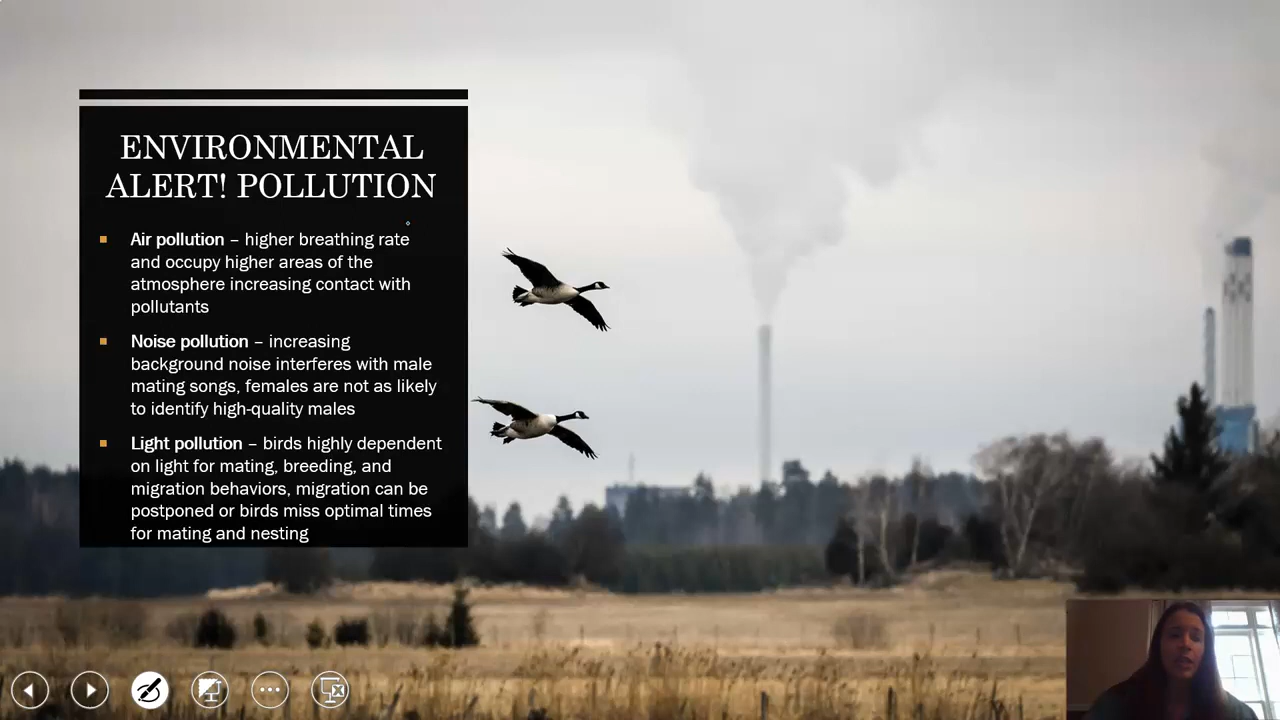 ENVIRONMENTAL
ALERT! POLLUTION
▪ Air pollution – higher breathing rate
and occupy higher areas of the
atmosphere increasing contact with
pollutants
▪ Noise pollution – increasing
background noise interferes with male
mating songs, females are not as likely
to identify high-quality males
▪ Light pollution – birds highly dependent
on light for mating, breeding, and
migration behaviors, migration can be
postponed or birds miss optimal times
for mating and nesting